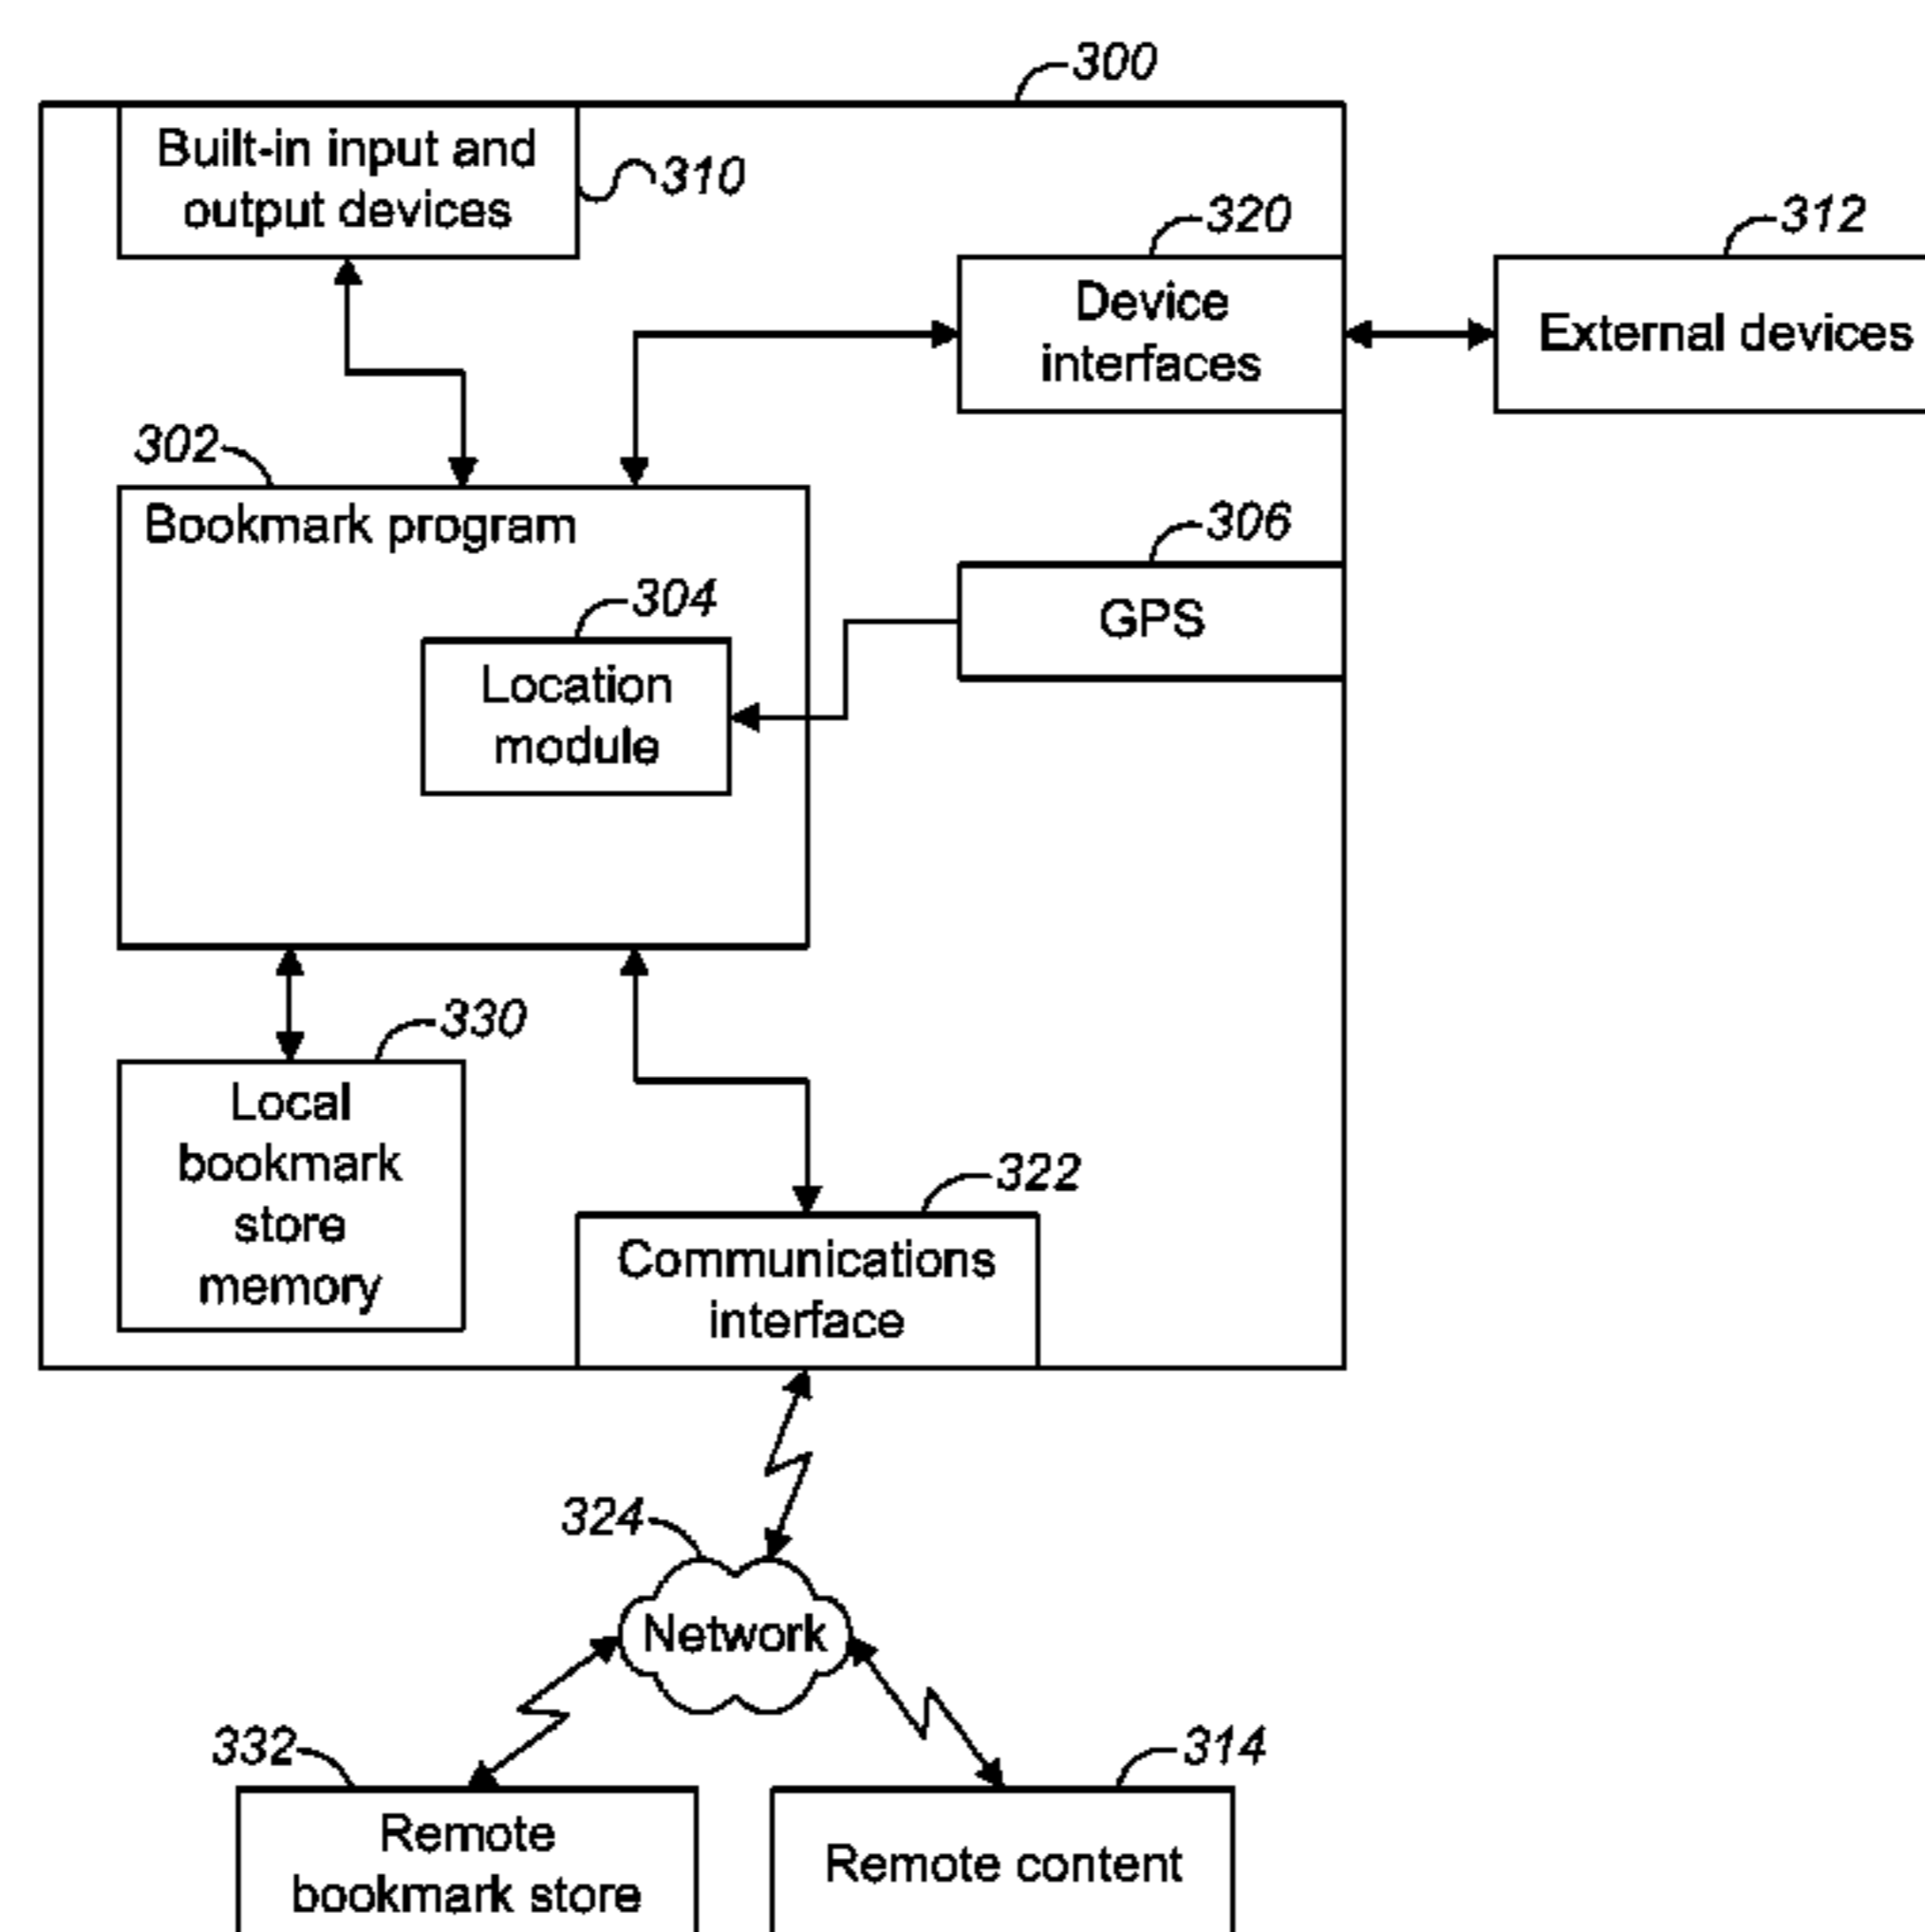 300
Built-in input and
output devices
310
320
312
Device
interfaces
External devices
302
Bookmark program
306
GPS
304
Location
module
330
Local
bookmark
store
memory
322
Communications
interface
324
Network
332
314
Remote
bookmark store
Remote content